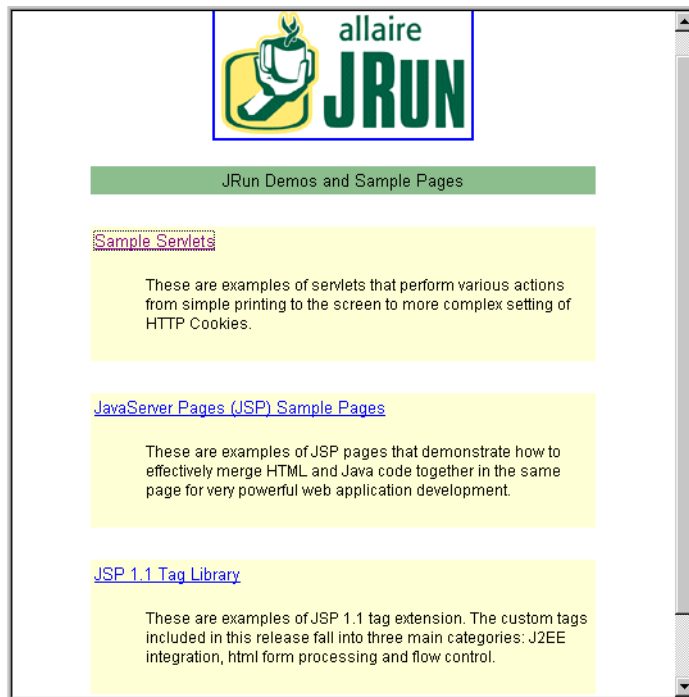 allaire
JRUN
JRun Demos and Sample Pages
Sample Servlets
These are examples of servlets that perform various actions
from simple printing to the screen to more complex setting of
HTTP Cookies.
JavaServer Pages (JSP) Sample Pages
These are examples of JSP pages that demonstrate how to
effectively merge HTML and Java code together in the same
page for very powerful web application development.
JSP 1.1 Tag Library
These are examples of JSP 1.1 tag extension. The custom tags
included in this release fall into three main categories: J2EE
integration, html form processing and flow control.